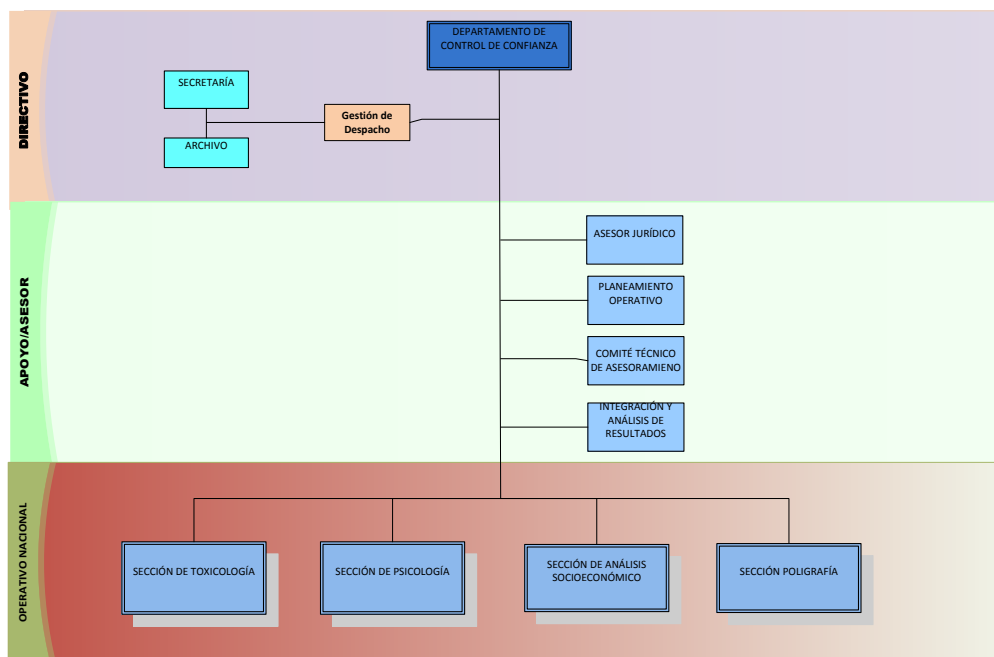 DIRECTIVO
DEPARTAMENTO DE
CONTROL DE CONFIANZA
SECRETARÍA
Gestión de
Despacho
ARCHIVO
APOYO/ASESOR
ASESOR JURÍDICO
PLANEAMIENTO
OPERATIVO
COMITÉ TÉCNICO
DE ASESORAMIENO
INTEGRACIÓN Y
ANÁLISIS DE
RESULTADOS
OPERATIVO NACIONAL
SECCIÓN DE TOXICOLOGÍA
SECCIÓN DE PSICOLOGÍA
SECCIÓN DE ANÁLISIS
SOCIOECONÓMICO
SECCIÓN POLIGRAFÍA